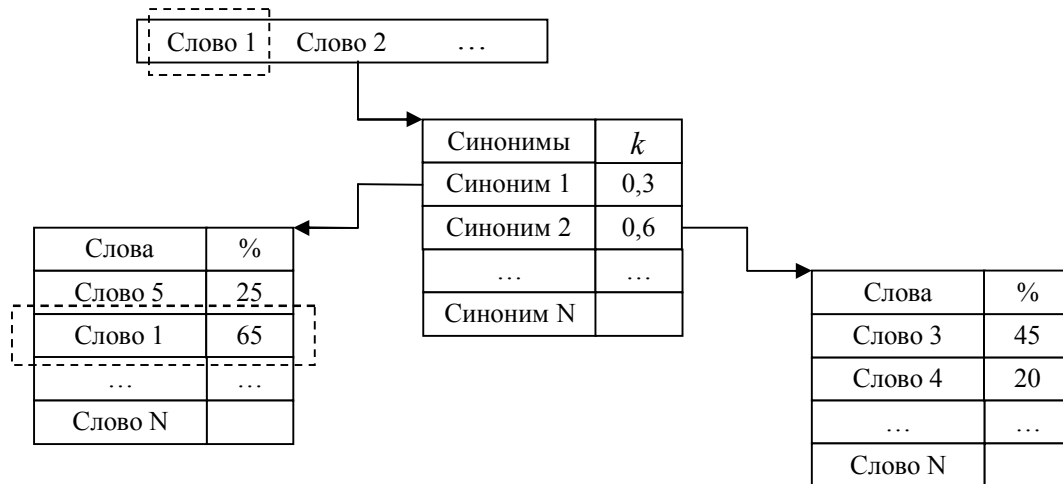 Слово 1 Слово 2 …
Синонимы k
Синоним 1 0,3
Синоним 2 0,6
… …
Синоним N
Слова %
Слово 5 25
Слово 1 65
… …
Слово N
Слова %
Слово 3 45
Слово 4 20
… …
Слово N